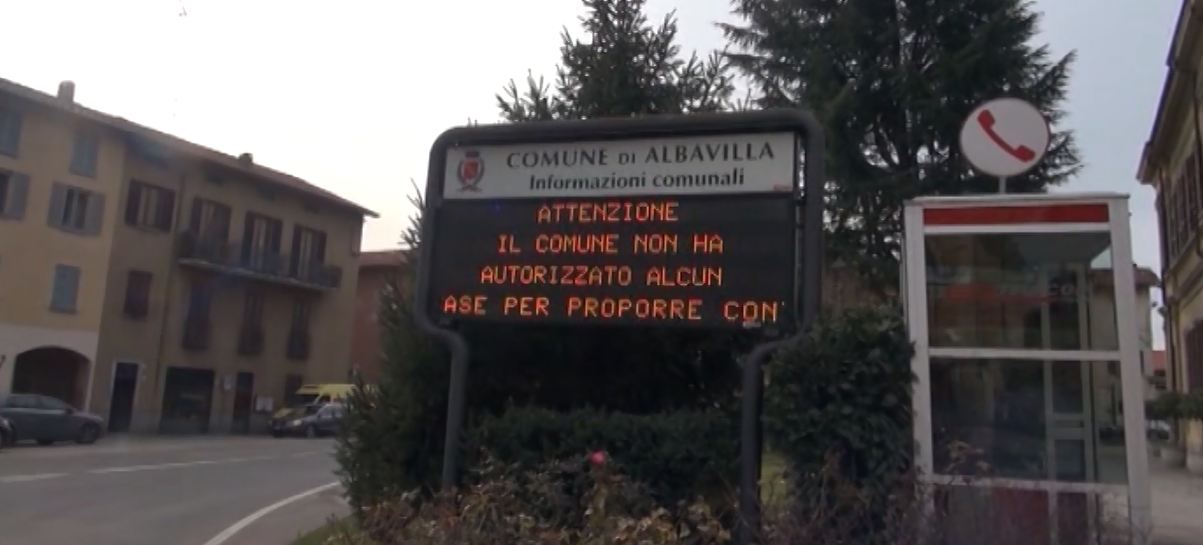 COMUNE DI ALBAVILLA
Informazioni comunali
ATTENZIONE
IL COMUNE NON HA
AUTORIZZATO ALCUN
ASE PER PROPORRE CON